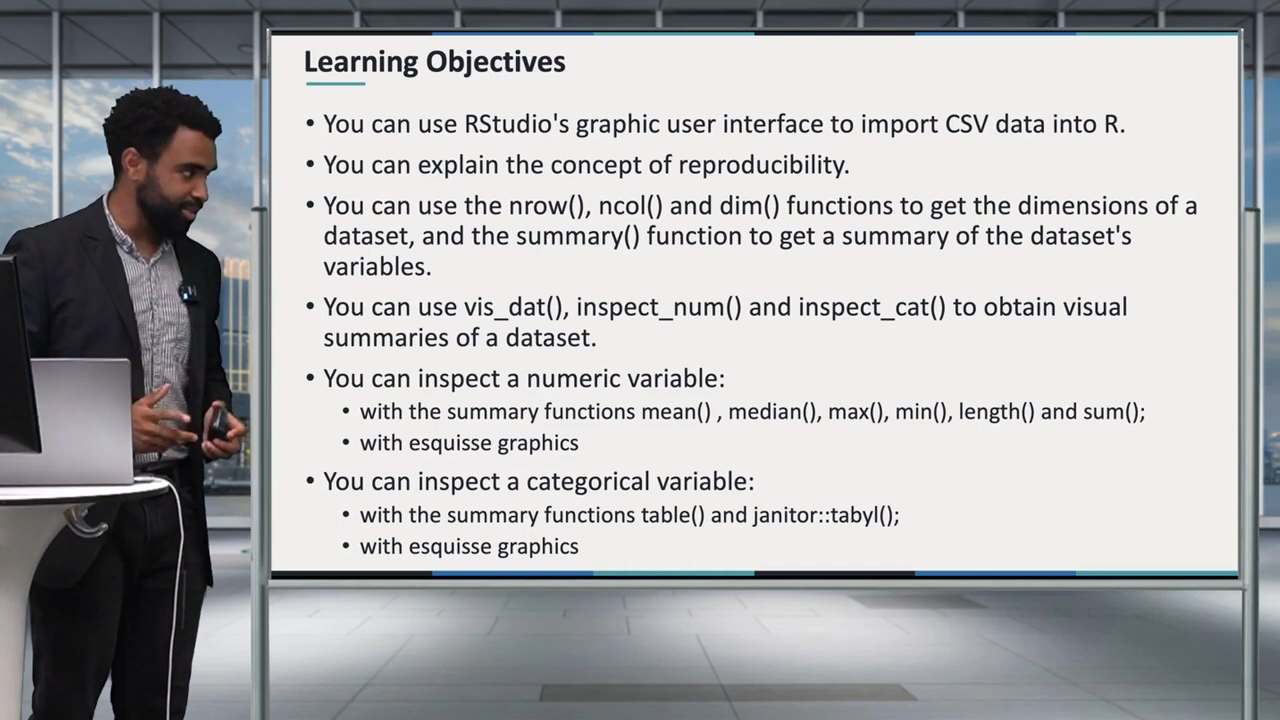 Learning Objectives
• You can use RStudio's graphic user interface to import CSV data into R.
• You can explain the concept of reproducibility.
• You can use the nrow(), ncol() and dim() functions to get the dimensions of a
dataset, and the summary() function to get a summary of the dataset's
variables.
• You can use vis_dat(), inspect_num() and inspect_cat() to obtain visual
summaries of a dataset.
• You can inspect a numeric variable:
• with the summary functions mean() , median(), max(), min(), length() and sum();
• with esquisse graphics
• You can inspect a categorical variable:
• with the summary functions table() and janitor::tabyl();
• with esquisse graphics